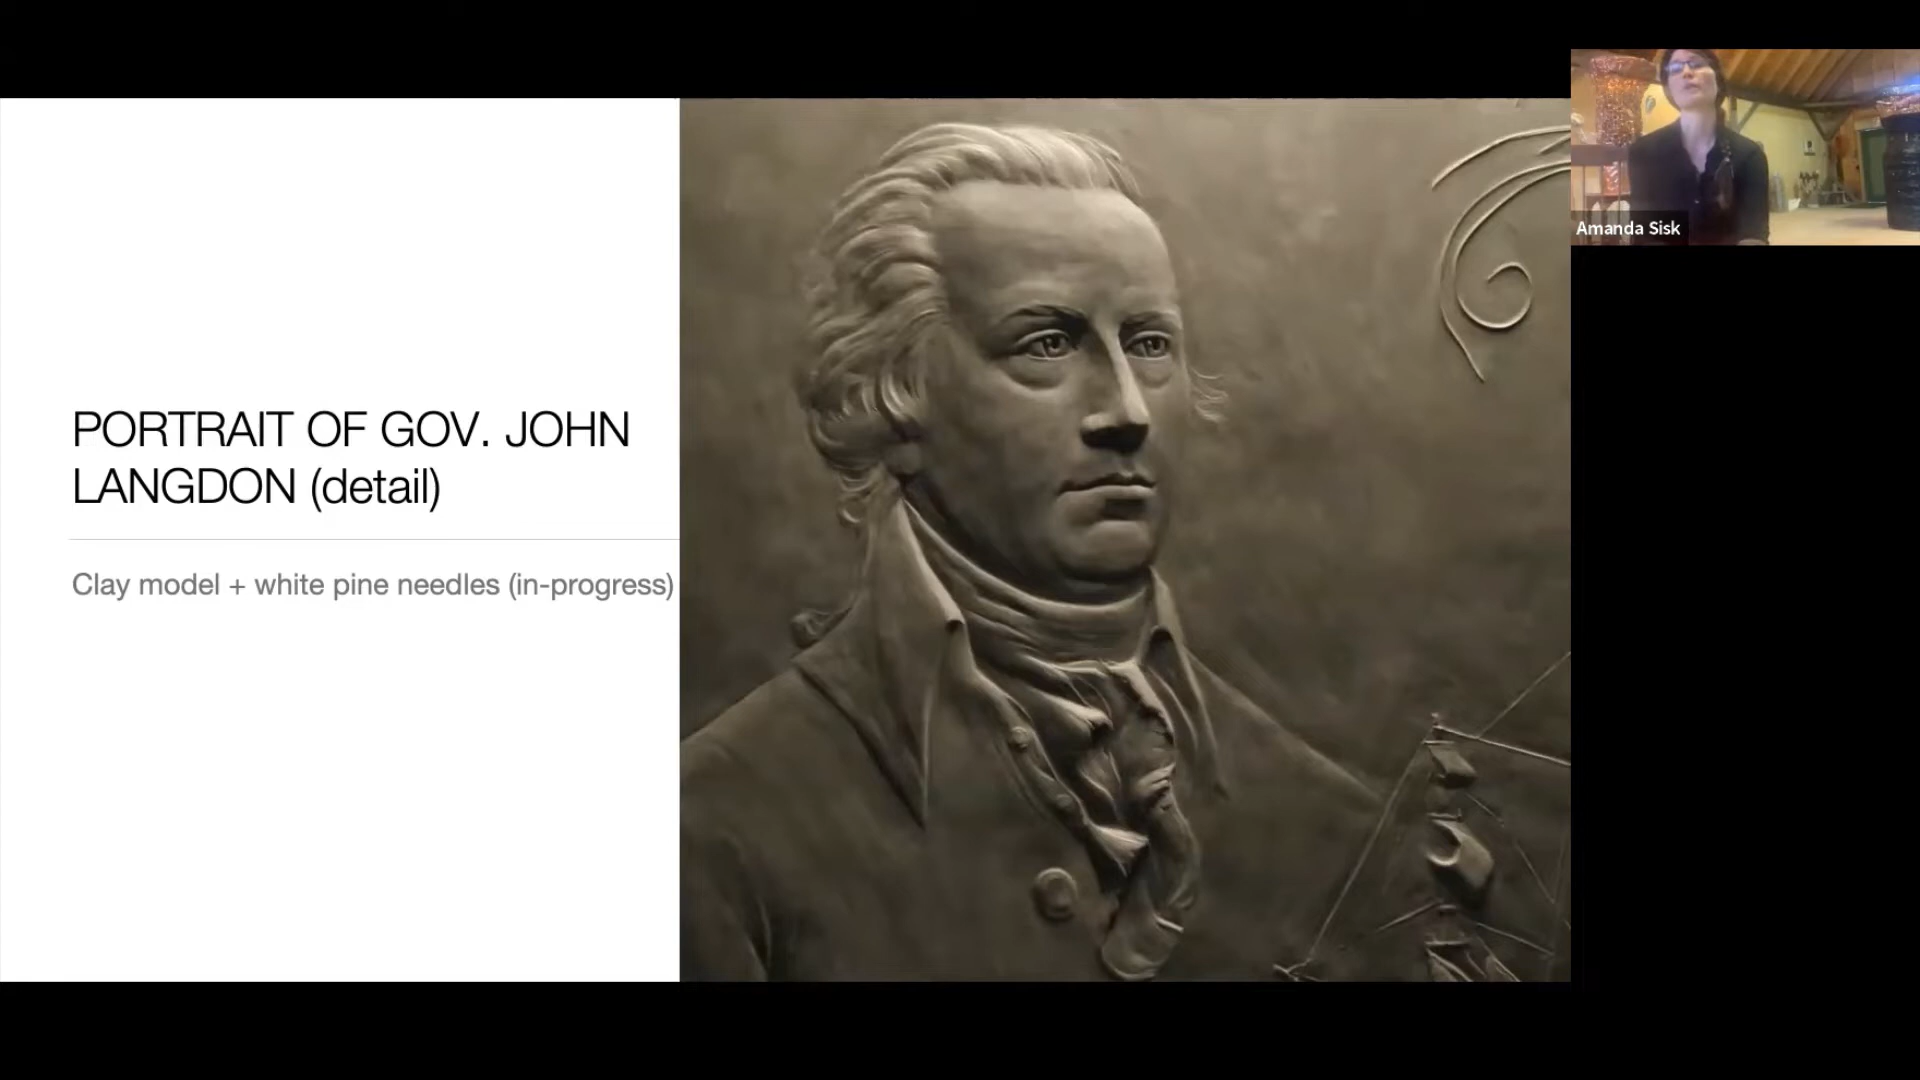 PORTRAIT OF GOV. JOHN
LANGDON (detail)
Clay model + white pine needles (in-progress)
Amanda Sisk